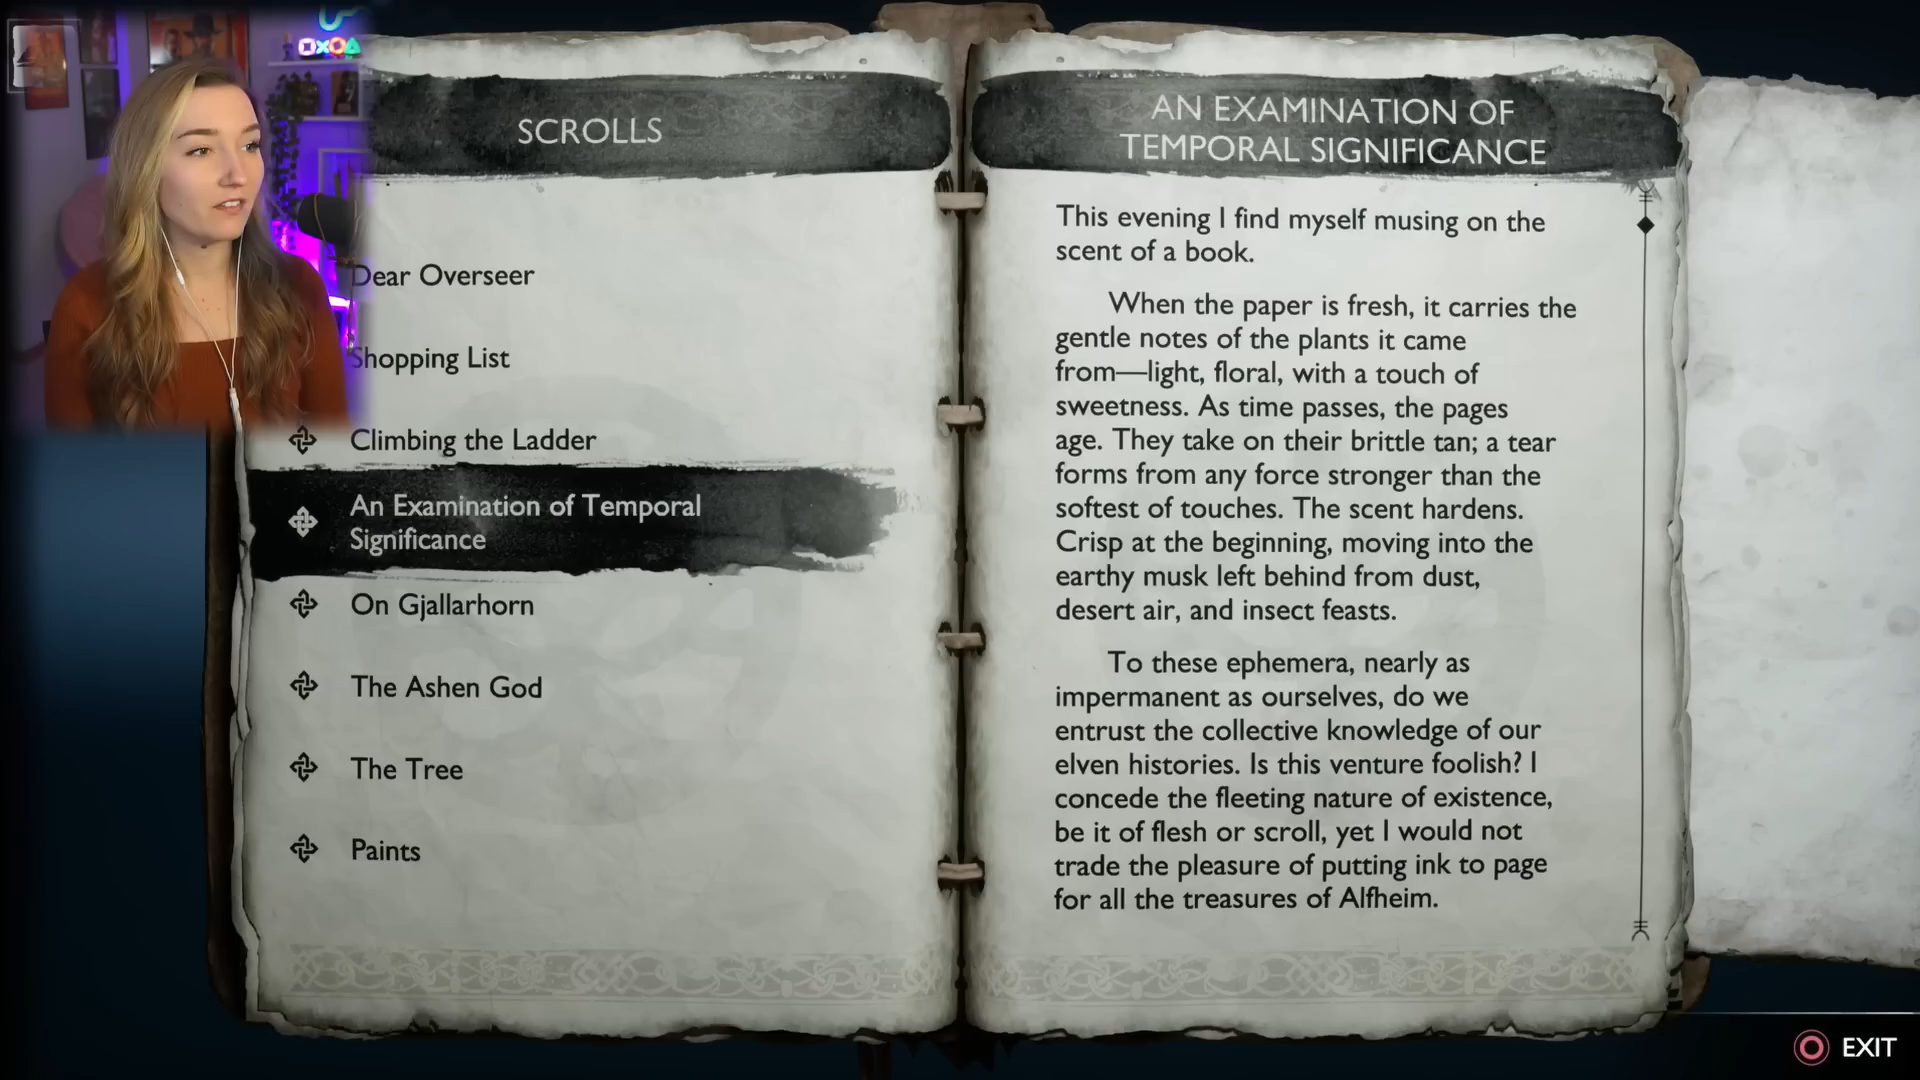 SCROLLS
Dear Overseer
Shopping List
Climbing the Ladder
An Examination of Temporal
Significance
On Gjallarhorn
The Ashen God
The Tree
Paints
AN EXAMINATION OF
TEMPORAL SIGNIFICANCE
This evening I find myself musing on the
scent of a book.
When the paper is fresh, it carries the
gentle notes of the plants it came
from—light, floral, with a touch of
sweetness. As time passes, the pages
age. They take on their brittle tan; a tear
forms from any force stronger than the
softest of touches. The scent hardens.
Crisp at the beginning, moving into the
earthy musk left behind from dust,
desert air, and insect feasts.
To these ephemera, nearly as
impermanent as ourselves, do we
entrust the collective knowledge of our
elven histories. Is this venture foolish? I
concede the fleeting nature of existence,
be it of flesh or scroll, yet I would not
trade the pleasure of putting ink to page
for all the treasures of Alfheim.
EXIT